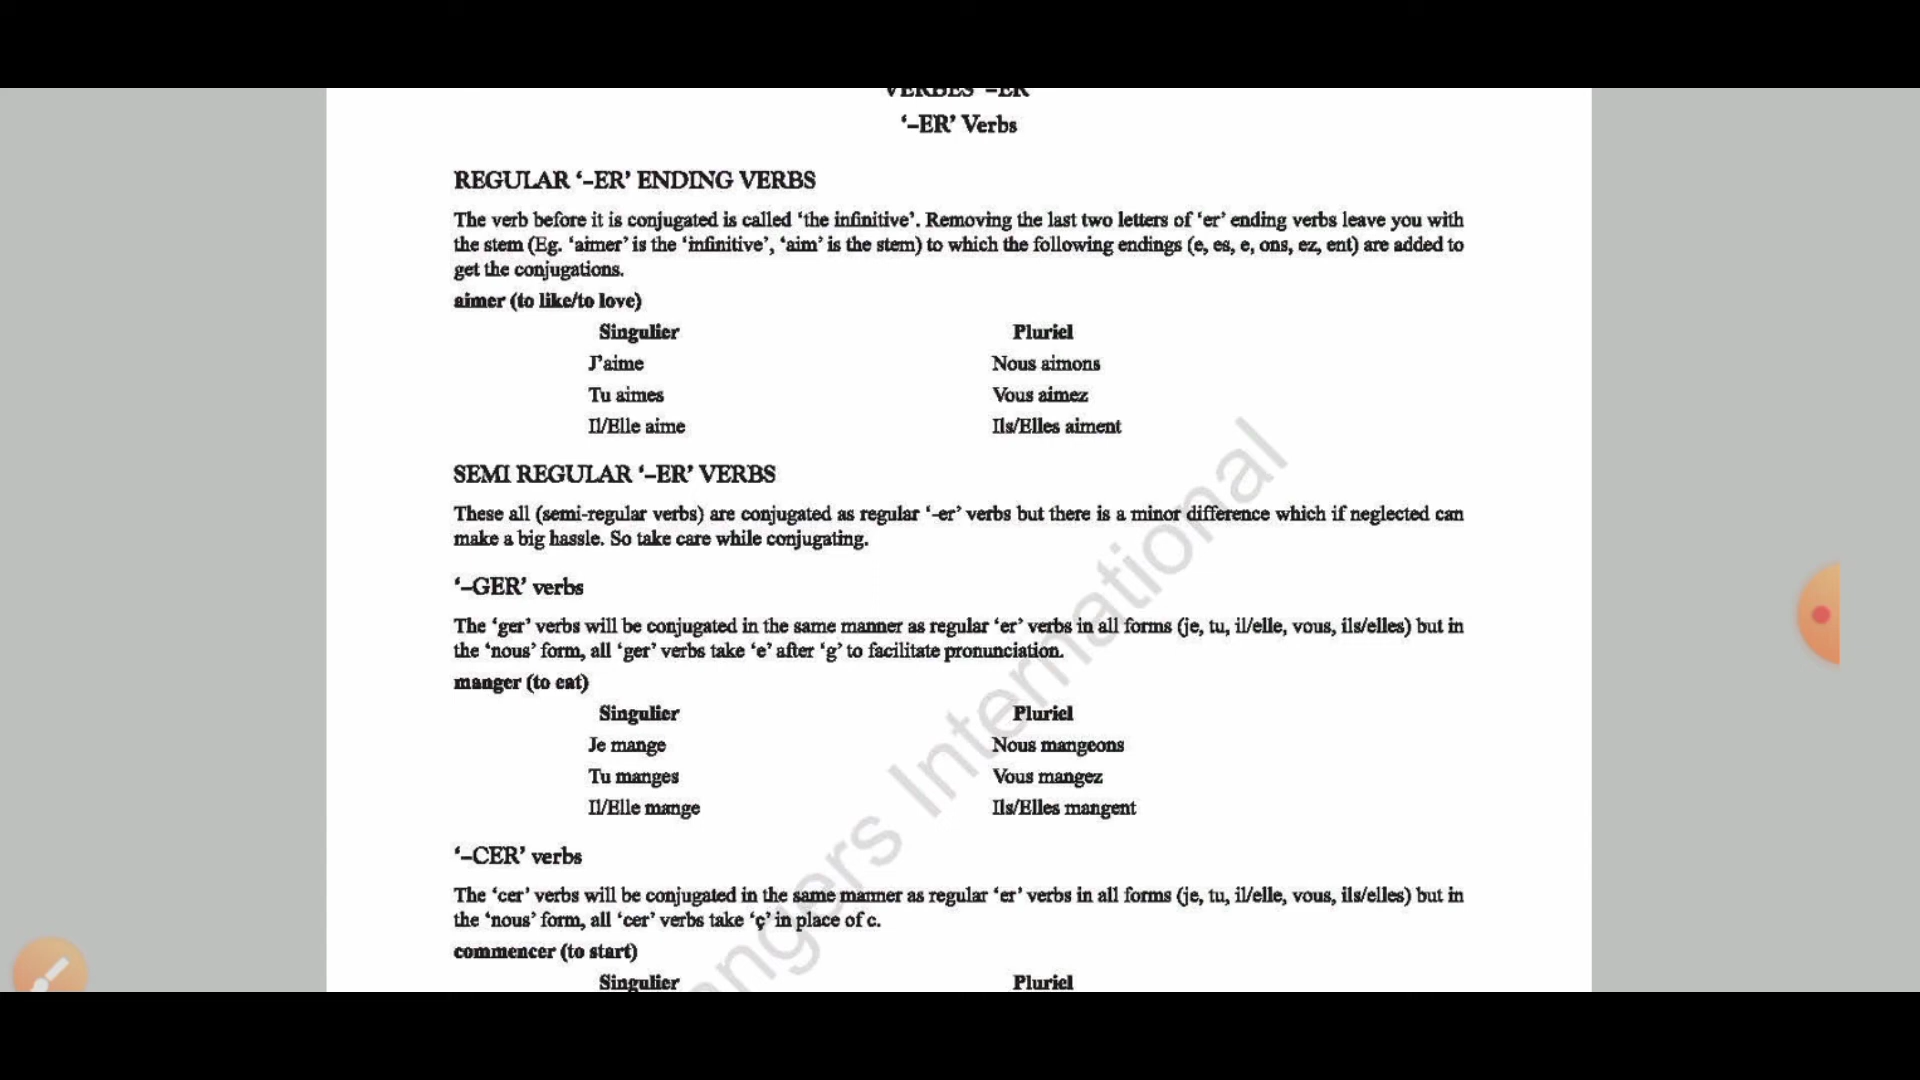 VERBES '–ER
'–ER' Verbs
REGULAR '–ER' ENDING VERBS
The verb before it is conjugated is called 'the infinitive'. Removing the last two letters of 'er' ending verbs leave you with
the stem (Eg. 'aimer' is the 'infinitive', 'aim' is the stem) to which the following endings (e, es, e, ons, ez, ent) are added to
get the conjugations.
aimer (to like/to love)
Singulier Pluriel
J'aime Nous aimons
Tu aimes Vous aimez
Il/Elle aime Ils/Elles aiment
SEMI REGULAR '–ER' VERBS
These all (semi-regular verbs) are conjugated as regular '-er' verbs but there is a minor difference which if neglected can
make a big hassle. So take care while conjugating.
'–GER' verbs
The 'ger' verbs will be conjugated in the same manner as regular 'er' verbs in all forms (je, tu, il/elle, vous, ils/elles) but in
the 'nous' form, all 'ger' verbs take 'e' after 'g' to facilitate pronunciation.
manger (to eat)
Singulier Pluriel
Je mange Nous mangeons
Tu manges Vous mangez
Il/Elle mange Ils/Elles mangent
'–CER' verbs
The 'cer' verbs will be conjugated in the same manner as regular 'er' verbs in all forms (je, tu, il/elle, vous, ils/elles) but in
the 'nous' form, all 'cer' verbs take 'ç' in place of c.
commencer (to start)
Singulier Pluriel
International